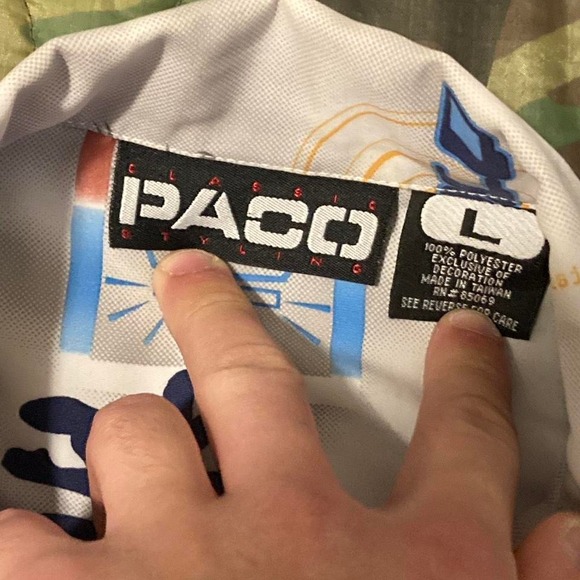 CLASSIC
PACO
STYLING
L
100% POLYESTER
EXCLUSIVE OF
DECORATION
MADE IN TAIWAN
RN# 85069
SEE REVERSE FOR CARE